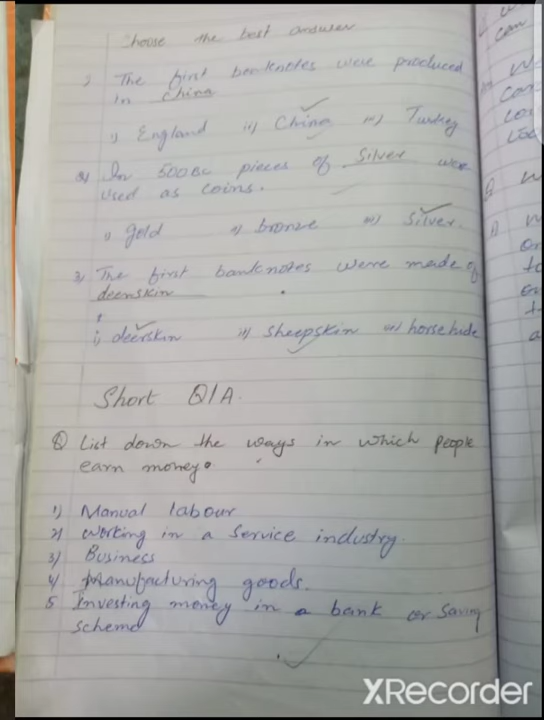 Choose the best answer
1) The first banknotes were produced
in China
i) England ii) China iii) Turkey
2) In 500BC pieces of Silver were
used as coins.
i) gold ii) bronze iii) Silver.
3) The first banknotes were made of
deerskin
i) deerskin ii) Sheepskin iii) horsehide
Short Q/A.
Q List down the ways in which people
earn money.
1) Manual labour
2) Working in a service industry.
3) Business
4) Manufacturing goods.
5 Investing money in a bank or Saving
scheme
XRecorder